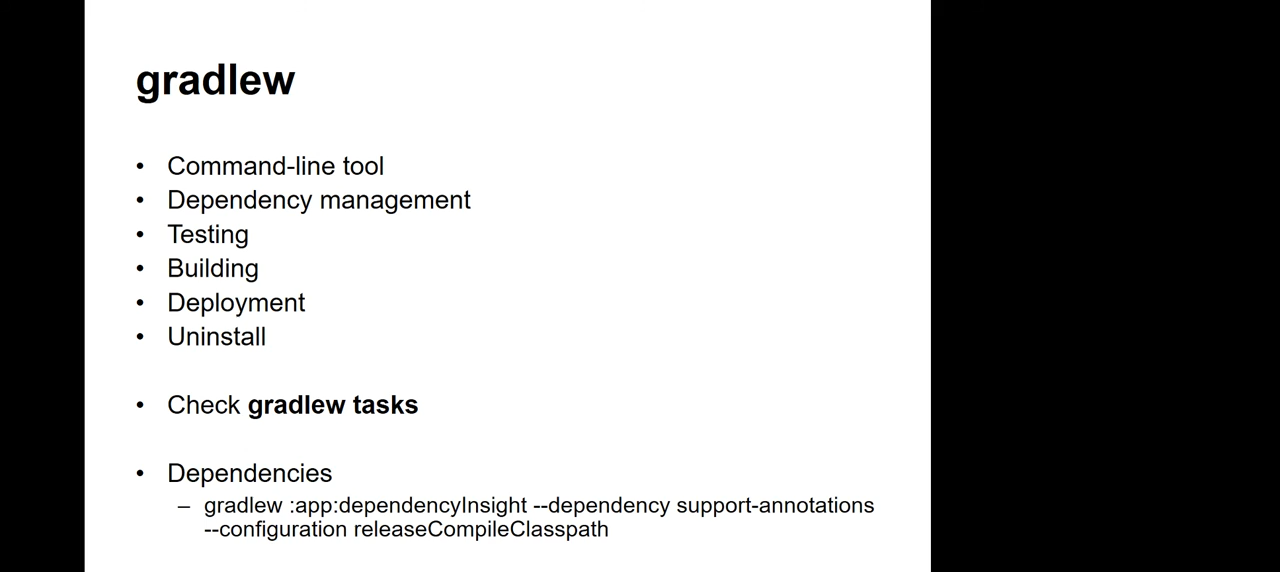 gradlew
• Command-line tool
• Dependency management
• Testing
• Building
• Deployment
• Uninstall
• Check gradlew tasks
• Dependencies
– gradlew :app:dependencyInsight --dependency support-annotations
--configuration releaseCompileClasspath